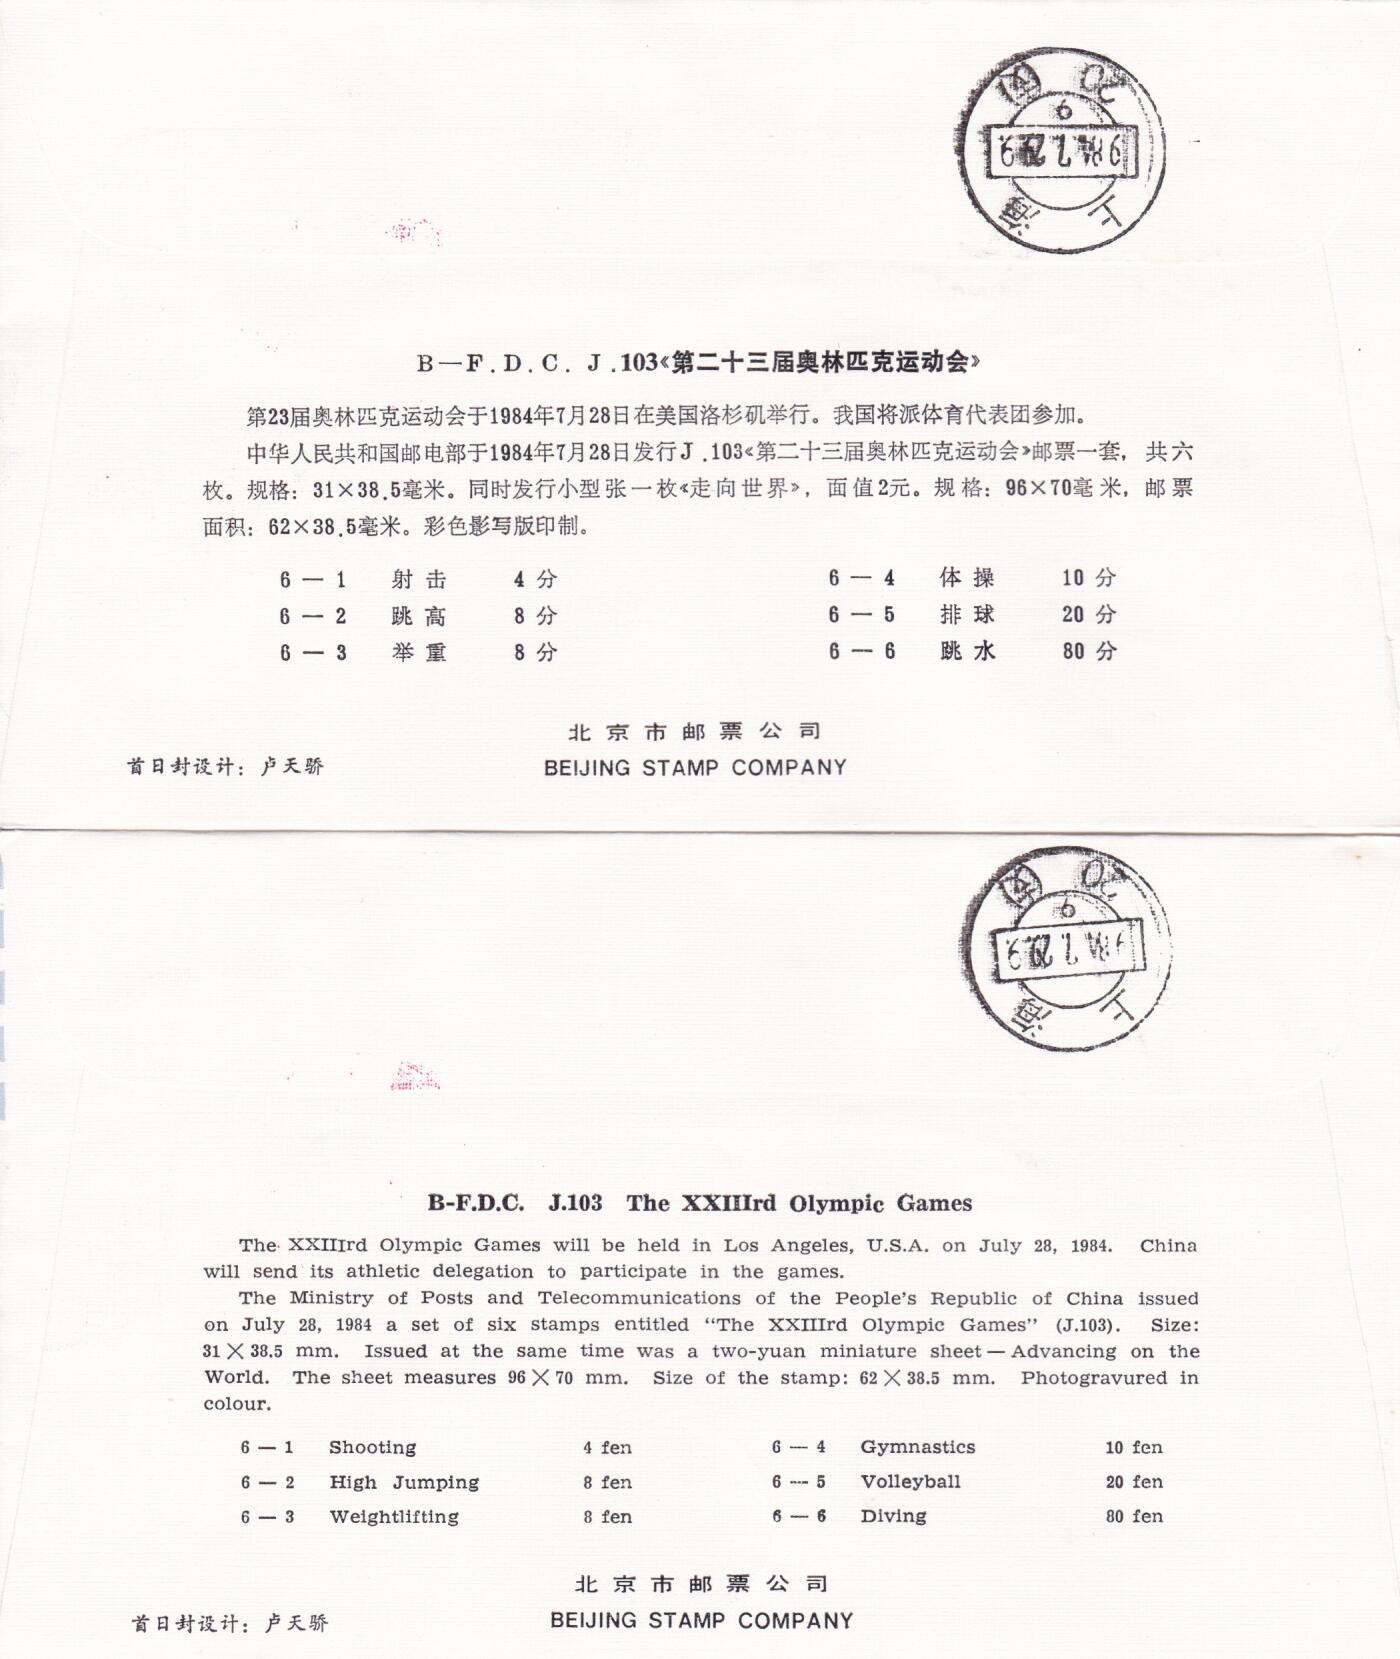 20
上海
6
B—F.D.C. J.103《第二十三届奥林匹克运动会》
第23届奥林匹克运动会于1984年7月28日在美国洛杉矶举行。我国将派体育代表团参加。
中华人民共和国邮电部于1984年7月28日发行J.103《第二十三届奥林匹克运动会》邮票一套，共六
枚。规格：31×38.5毫米。同时发行小型张一枚《走向世界》，面值2元。规格：96×70毫米，邮票
面积：62×38.5毫米。彩色影写版印制。
6—1 射击 4分 6—4 体操 10分
6—2 跳高 8分 6—5 排球 20分
6—3 举重 8分 6—6 跳水 80分
北京市邮票公司
首日封设计：卢天骄 BEIJING STAMP COMPANY
20
6
上海
B-F.D.C. J.103 The XXIIIrd Olympic Games
The XXIIIrd Olympic Games will be held in Los Angeles, U.S.A. on July 28, 1984. China
will send its athletic delegation to participate in the games.
The Ministry of Posts and Telecommunications of the People's Republic of China issued
on July 28, 1984 a set of six stamps entitled "The XXIIIrd Olympic Games" (J.103). Size:
31×38.5 mm. Issued at the same time was a two-yuan miniature sheet—Advancing on the
World. The sheet measures 96×70 mm. Size of the stamp: 62×38.5 mm. Photogravured in
colour.
6—1 Shooting 4 fen 6—4 Gymnastics 10 fen
6—2 High Jumping 8 fen 6—5 Volleyball 20 fen
6—3 Weightlifting 8 fen 6—6 Diving 80 fen
北京市邮票公司
首日封设计：卢天骄 BEIJING STAMP COMPANY